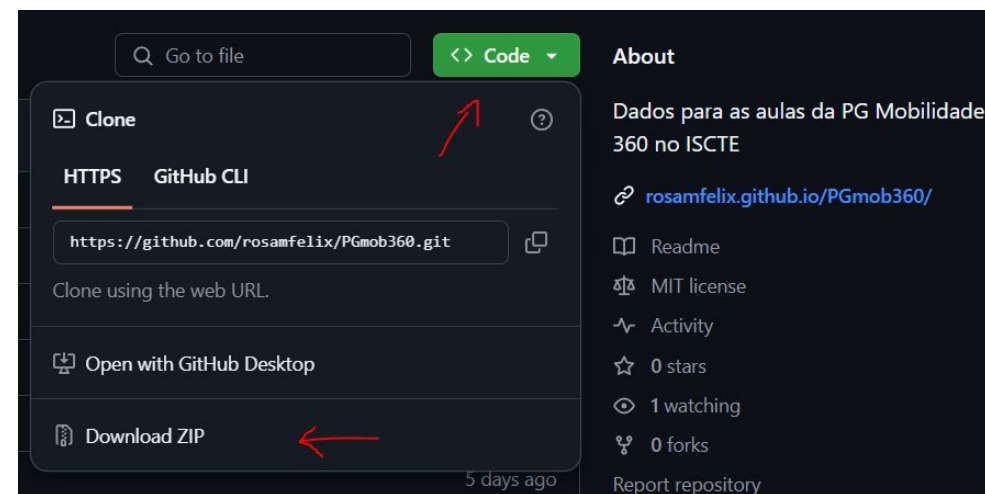 Go to file
<> Code
Clone
HTTPS GitHub CLI
https://github.com/rosamfelix/PGmob360.git
Clone using the web URL.
Open with GitHub Desktop
Download ZIP
5 days ago
About
Dados para as aulas da PG Mobilidade
360 no ISCTE
rosamfelix.github.io/PGmob360/
Readme
MIT license
Activity
0 stars
1 watching
0 forks
Report repository